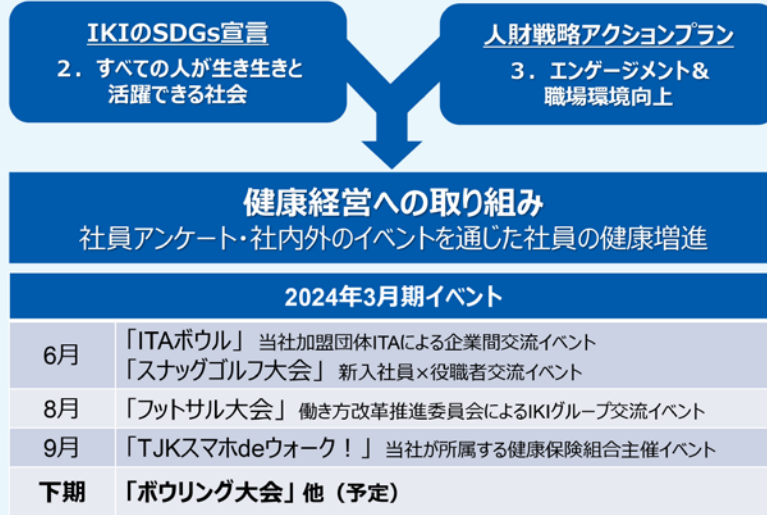 IKIのSDGs宣言
2．すべての人が生き生きと
活躍できる社会
人財戦略アクションプラン
3．エンゲージメント&
職場環境向上
健康経営への取り組み
社員アンケート・社内外のイベントを通じた社員の健康増進
2024年3月期イベント
6月
「ITAボウル」 当社加盟団体ITAによる企業間交流イベント
「スナッグゴルフ大会」 新入社員×役職者交流イベント
8月
「フットサル大会」 働き方改革推進委員会によるIKIグループ交流イベント
9月
「TJKスマホdeウォーク！」 当社が所属する健康保険組合主催イベント
下期
「ボウリング大会」他（予定）